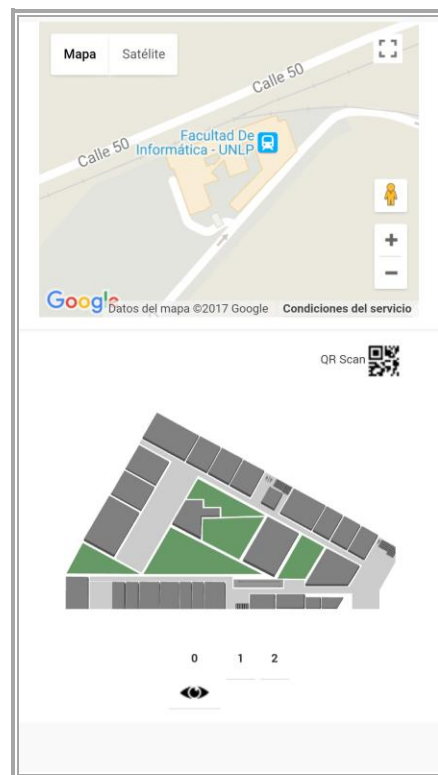 Mapa Satélite
Calle 50
Calle 50
Facultad De
Informática - UNLP
+
−
Google
Datos del mapa ©2017 Google Condiciones del servicio
QR Scan
0 1 2